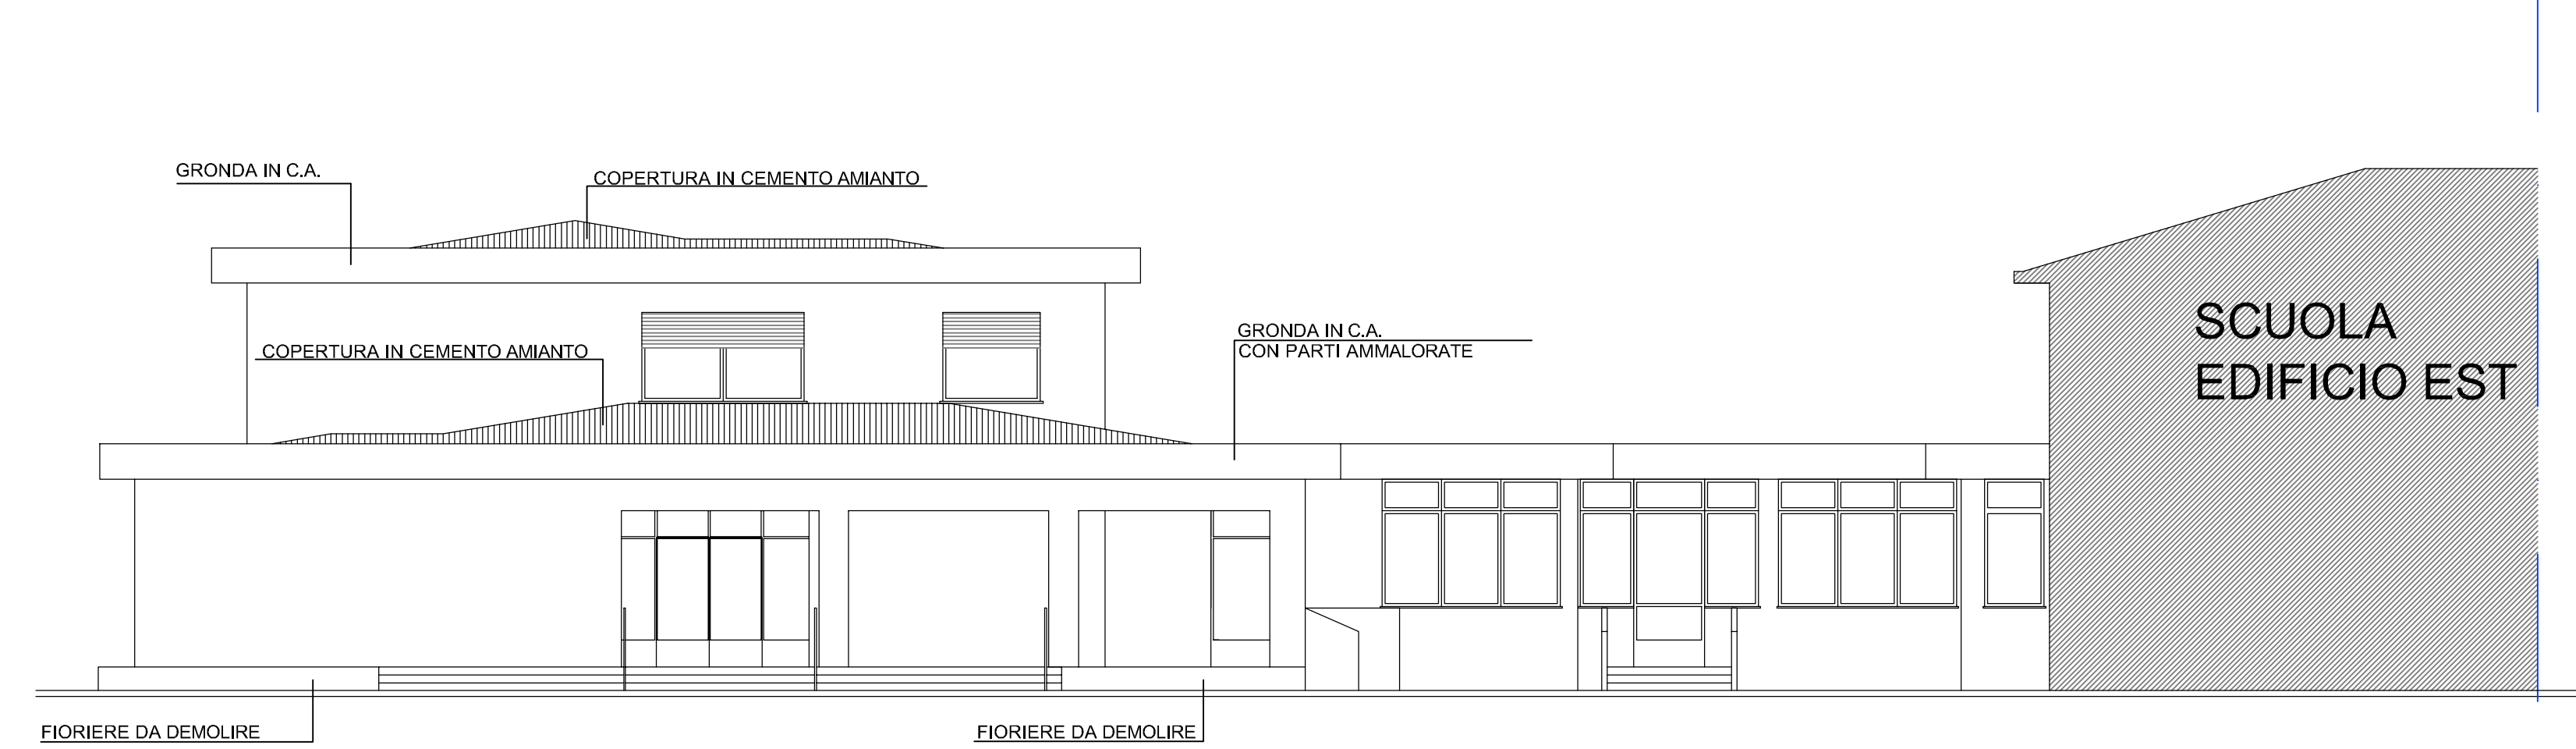 GRONDA IN C.A.
COPERTURA IN CEMENTO AMIANTO
COPERTURA IN CEMENTO AMIANTO
GRONDA IN C.A.
CON PARTI AMMALORATE
SCUOLA
EDIFICIO EST
FIORIERE DA DEMOLIRE
FIORIERE DA DEMOLIRE